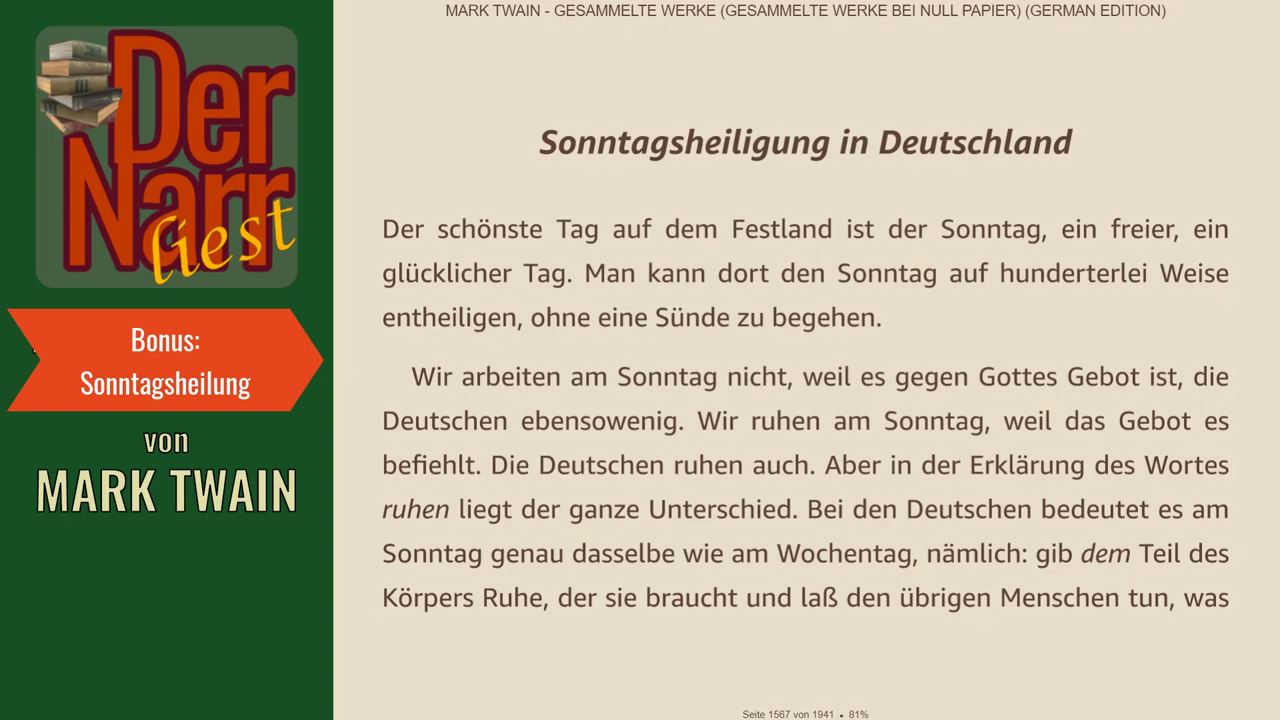 MARK TWAIN - GESAMMELTE WERKE (GESAMMELTE WERKE BEI NULL PAPIER) (GERMAN EDITION)
Der
Narr
liest
Bonus:
Sonntagsheilung
von
MARK TWAIN
Sonntagsheiligung in Deutschland
Der schönste Tag auf dem Festland ist der Sonntag, ein freier, ein
glücklicher Tag. Man kann dort den Sonntag auf hunderterlei Weise
entheiligen, ohne eine Sünde zu begehen.
Wir arbeiten am Sonntag nicht, weil es gegen Gottes Gebot ist, die
Deutschen ebensowenig. Wir ruhen am Sonntag, weil das Gebot es
befiehlt. Die Deutschen ruhen auch. Aber in der Erklärung des Wortes
ruhen liegt der ganze Unterschied. Bei den Deutschen bedeutet es am
Sonntag genau dasselbe wie am Wochentag, nämlich: gib dem Teil des
Körpers Ruhe, der sie braucht und laß den übrigen Menschen tun, was
Seite 1567 von 1941 • 81%